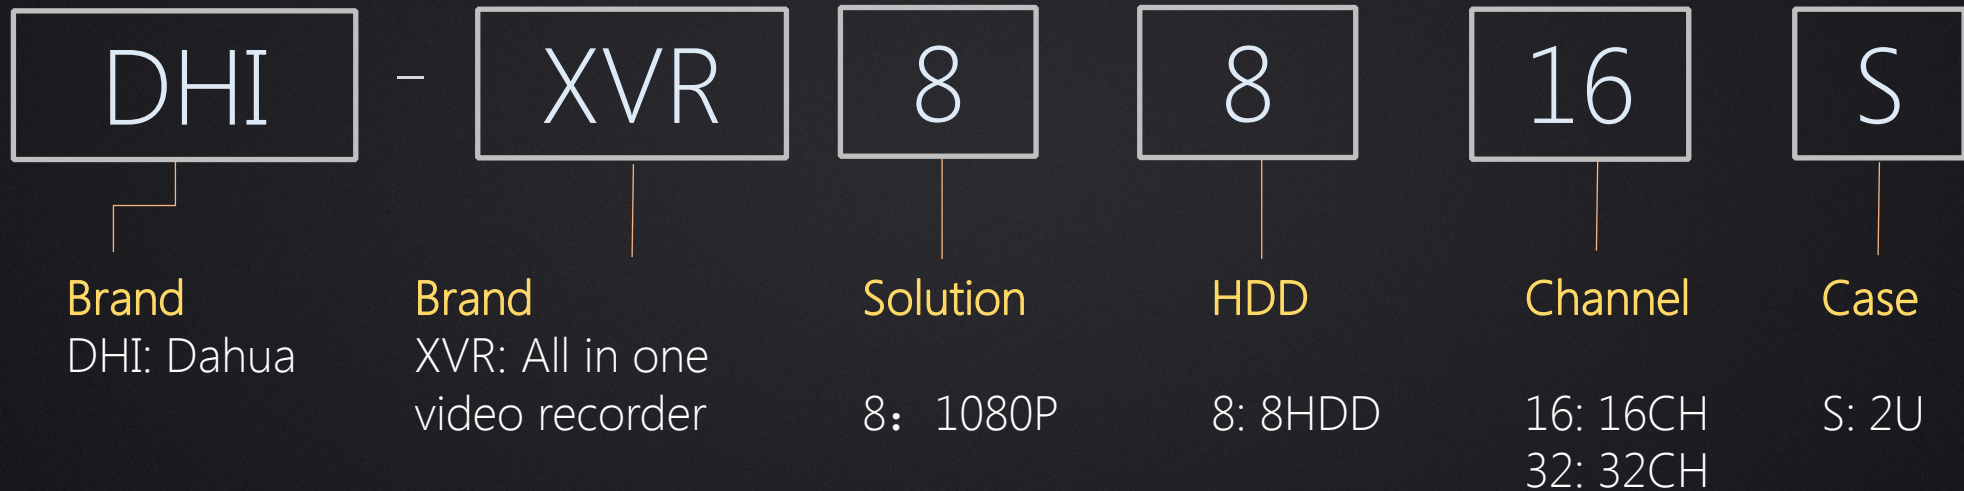 DHI - XVR 8 8 16 S
Brand Brand Solution HDD Channel Case
DHI: Dahua XVR: All in one
video recorder 8： 1080P 8: 8HDD 16: 16CH S: 2U
32: 32CH